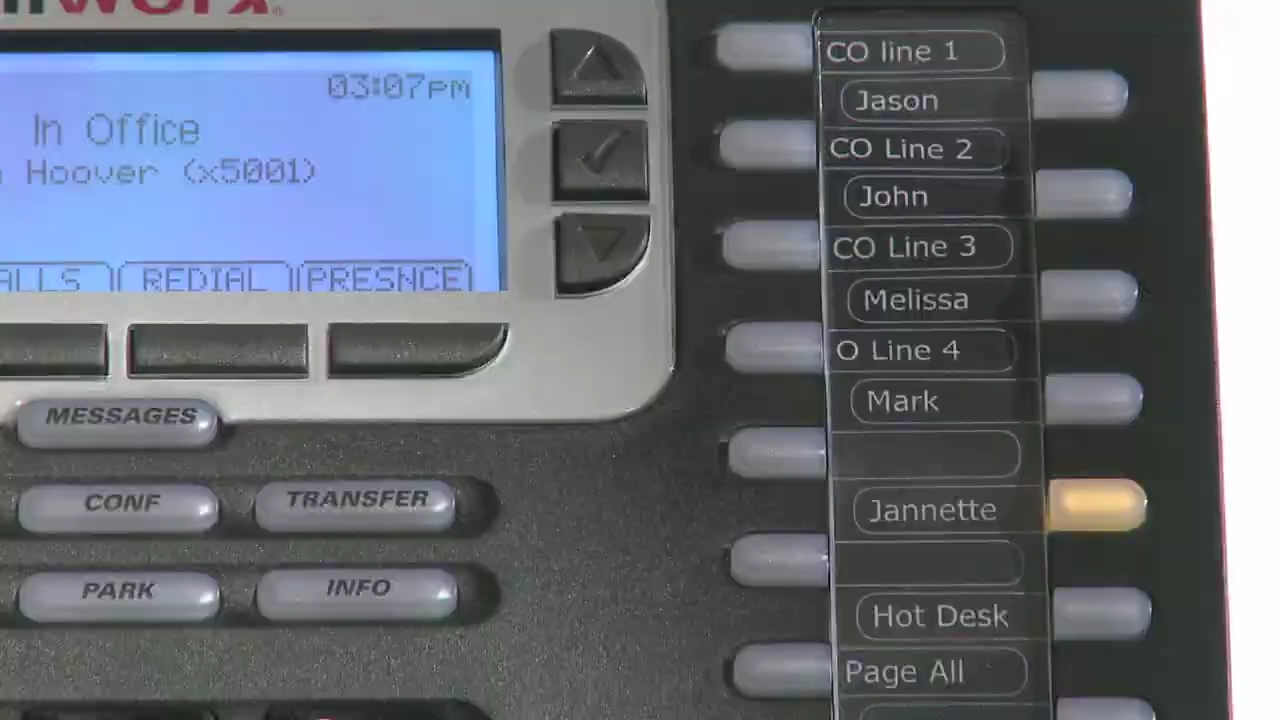 03:07pm
In Office
Hoover (x5001)
ALLS
REDIAL
PRESNCE
MESSAGES
CONF
TRANSFER
PARK
INFO
CO line 1
Jason
CO Line 2
John
CO Line 3
Melissa
O Line 4
Mark
Jannette
Hot Desk
Page All